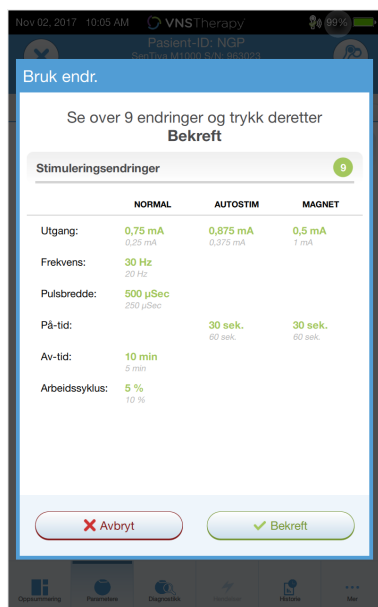 Nov 02, 2017 10:05 AM VNSTherapy 99%
Pasient-ID: NGP
SenTiva M1000 S/N: 963023
Bruk endr.
Se over 9 endringer og trykk deretter
Bekreft
Stimuleringsendringer 9
NORMAL AUTOSTIM MAGNET
Utgang: 0,75 mA 0,875 mA 0,5 mA
0,25 mA 0,375 mA 1 mA
Frekvens: 30 Hz
20 Hz
Pulsbredde: 500 µSec
250 µSec
På-tid: 30 sek. 30 sek.
60 sek. 60 sek.
Av-tid: 10 min
5 min
Arbeidssyklus: 5 %
10 %
Avbryt Bekreft
Oppsummering Parametere Diagnostikk Historie Mer